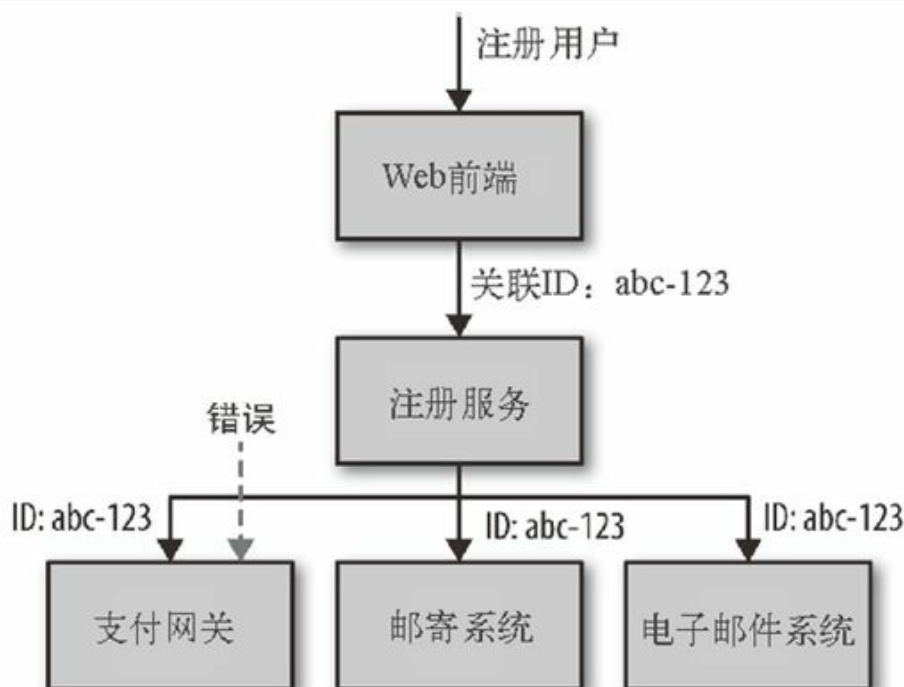 注册用户
Web前端
关联ID：abc-123
注册服务
错误
ID: abc-123
ID: abc-123
ID: abc-123
支付网关
邮寄系统
电子邮件系统